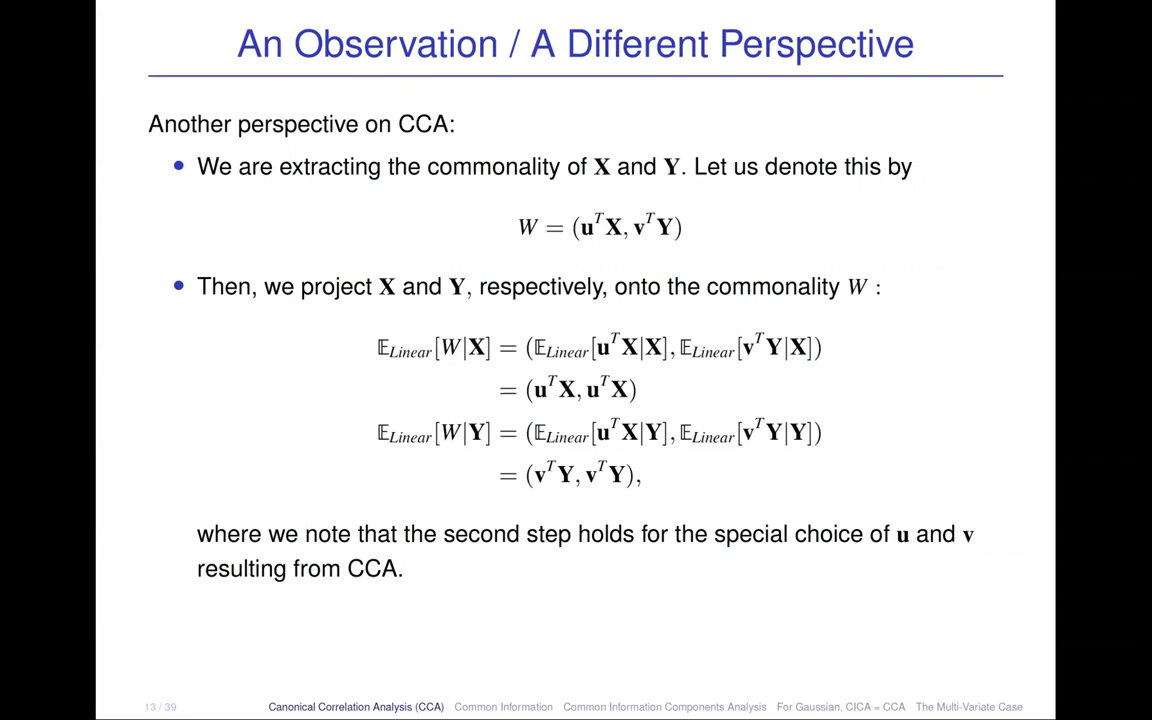 An Observation / A Different Perspective
Another perspective on CCA:
• We are extracting the commonality of X and Y. Let us denote this by
W = (u^T X, v^T Y)
• Then, we project X and Y, respectively, onto the commonality W :
𝔼_Linear[W|X] = (𝔼_Linear[u^T X|X], 𝔼_Linear[v^T Y|X])
= (u^T X, u^T X)
𝔼_Linear[W|Y] = (𝔼_Linear[u^T X|Y], 𝔼_Linear[v^T Y|Y])
= (v^T Y, v^T Y),
where we note that the second step holds for the special choice of u and v
resulting from CCA.
13 / 39 Canonical Correlation Analysis (CCA) Common Information Common Information Components Analysis For Gaussian, CICA = CCA The Multi-Variate Case